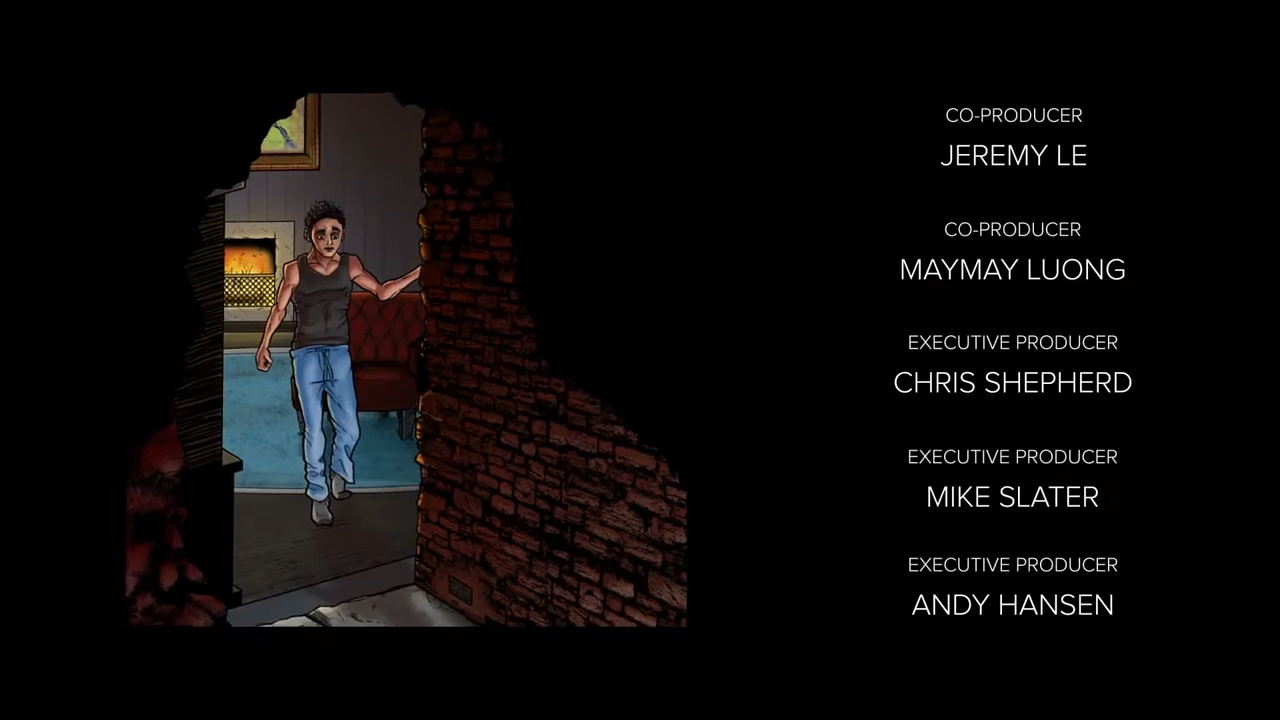 CO-PRODUCER
JEREMY LE
CO-PRODUCER
MAYMAY LUONG
EXECUTIVE PRODUCER
CHRIS SHEPHERD
EXECUTIVE PRODUCER
MIKE SLATER
EXECUTIVE PRODUCER
ANDY HANSEN